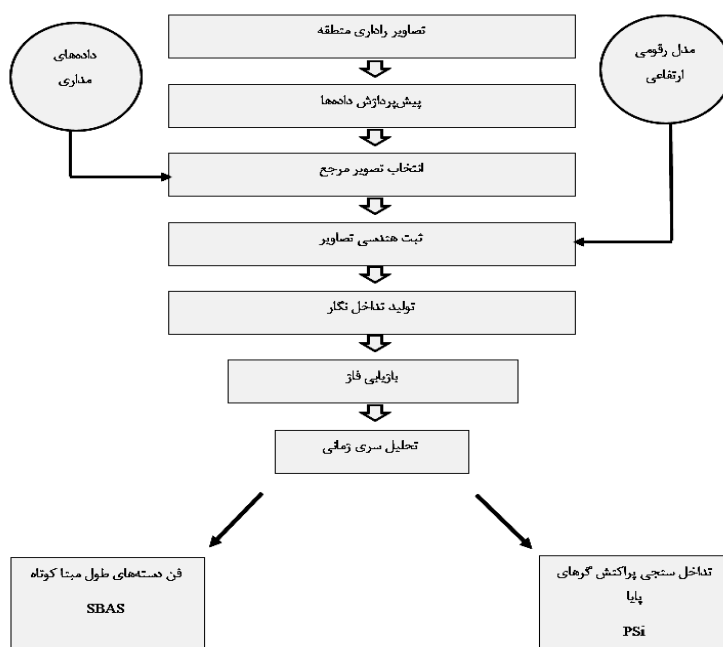 تصاویر راداری منطقه
داده‌های
مداری
مدل رقومی
ارتفاعی
پیش‌پردازش داده‌ها
انتخاب تصویر مرجع
ثبت هندسی تصاویر
تولید تداخل نگار
بازیابی فاز
تحلیل سری زمانی
فن دسته‌های طول مبنا کوتاه
SBAS
تداخل سنجی پراکنش گرهای
پایا
PSi